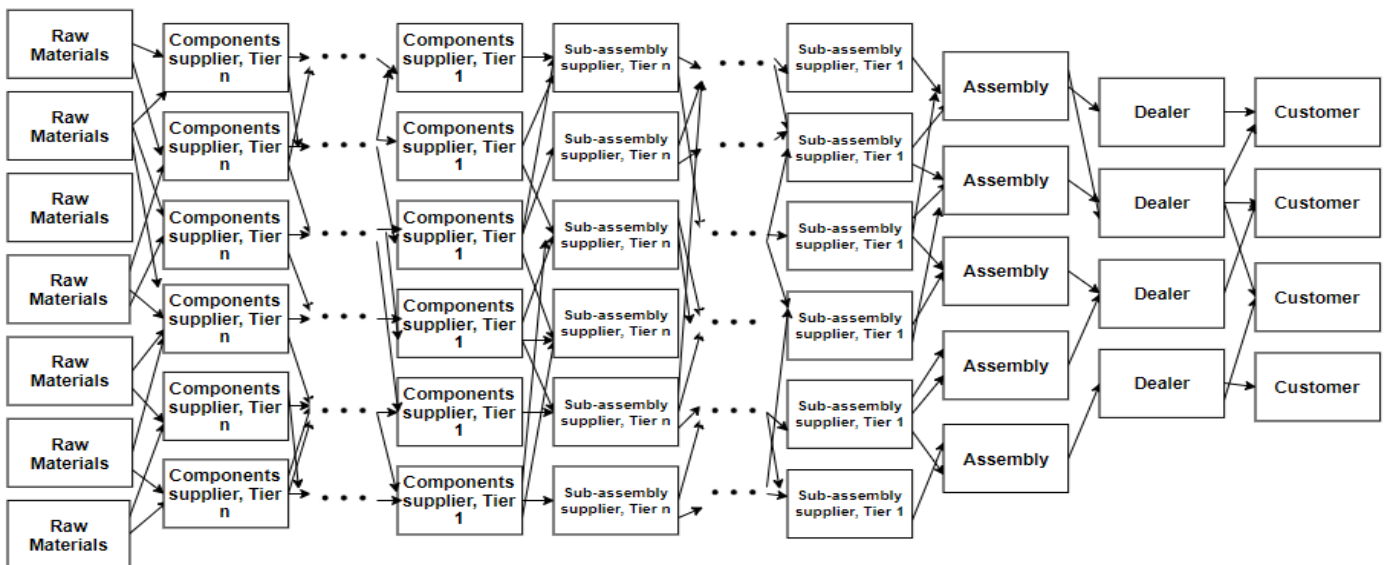 Raw
Materials
Raw
Materials
Raw
Materials
Raw
Materials
Raw
Materials
Raw
Materials
Raw
Materials
Components
supplier, Tier
n
Components
supplier, Tier
n
Components
supplier, Tier
n
Components
supplier, Tier
n
Components
supplier, Tier
n
Components
supplier, Tier
n
Components
supplier, Tier
1
Components
supplier, Tier
1
Components
supplier, Tier
1
Components
supplier, Tier
1
Components
supplier, Tier
1
Components
supplier, Tier
1
Sub-assembly
supplier, Tier n
Sub-assembly
supplier, Tier n
Sub-assembly
supplier, Tier n
Sub-assembly
supplier, Tier n
Sub-assembly
supplier, Tier n
Sub-assembly
supplier, Tier n
Sub-assembly
supplier, Tier 1
Sub-assembly
supplier, Tier 1
Sub-assembly
supplier, Tier 1
Sub-assembly
supplier, Tier 1
Sub-assembly
supplier, Tier 1
Sub-assembly
supplier, Tier 1
Assembly
Assembly
Assembly
Assembly
Assembly
Dealer
Dealer
Dealer
Dealer
Customer
Customer
Customer
Customer